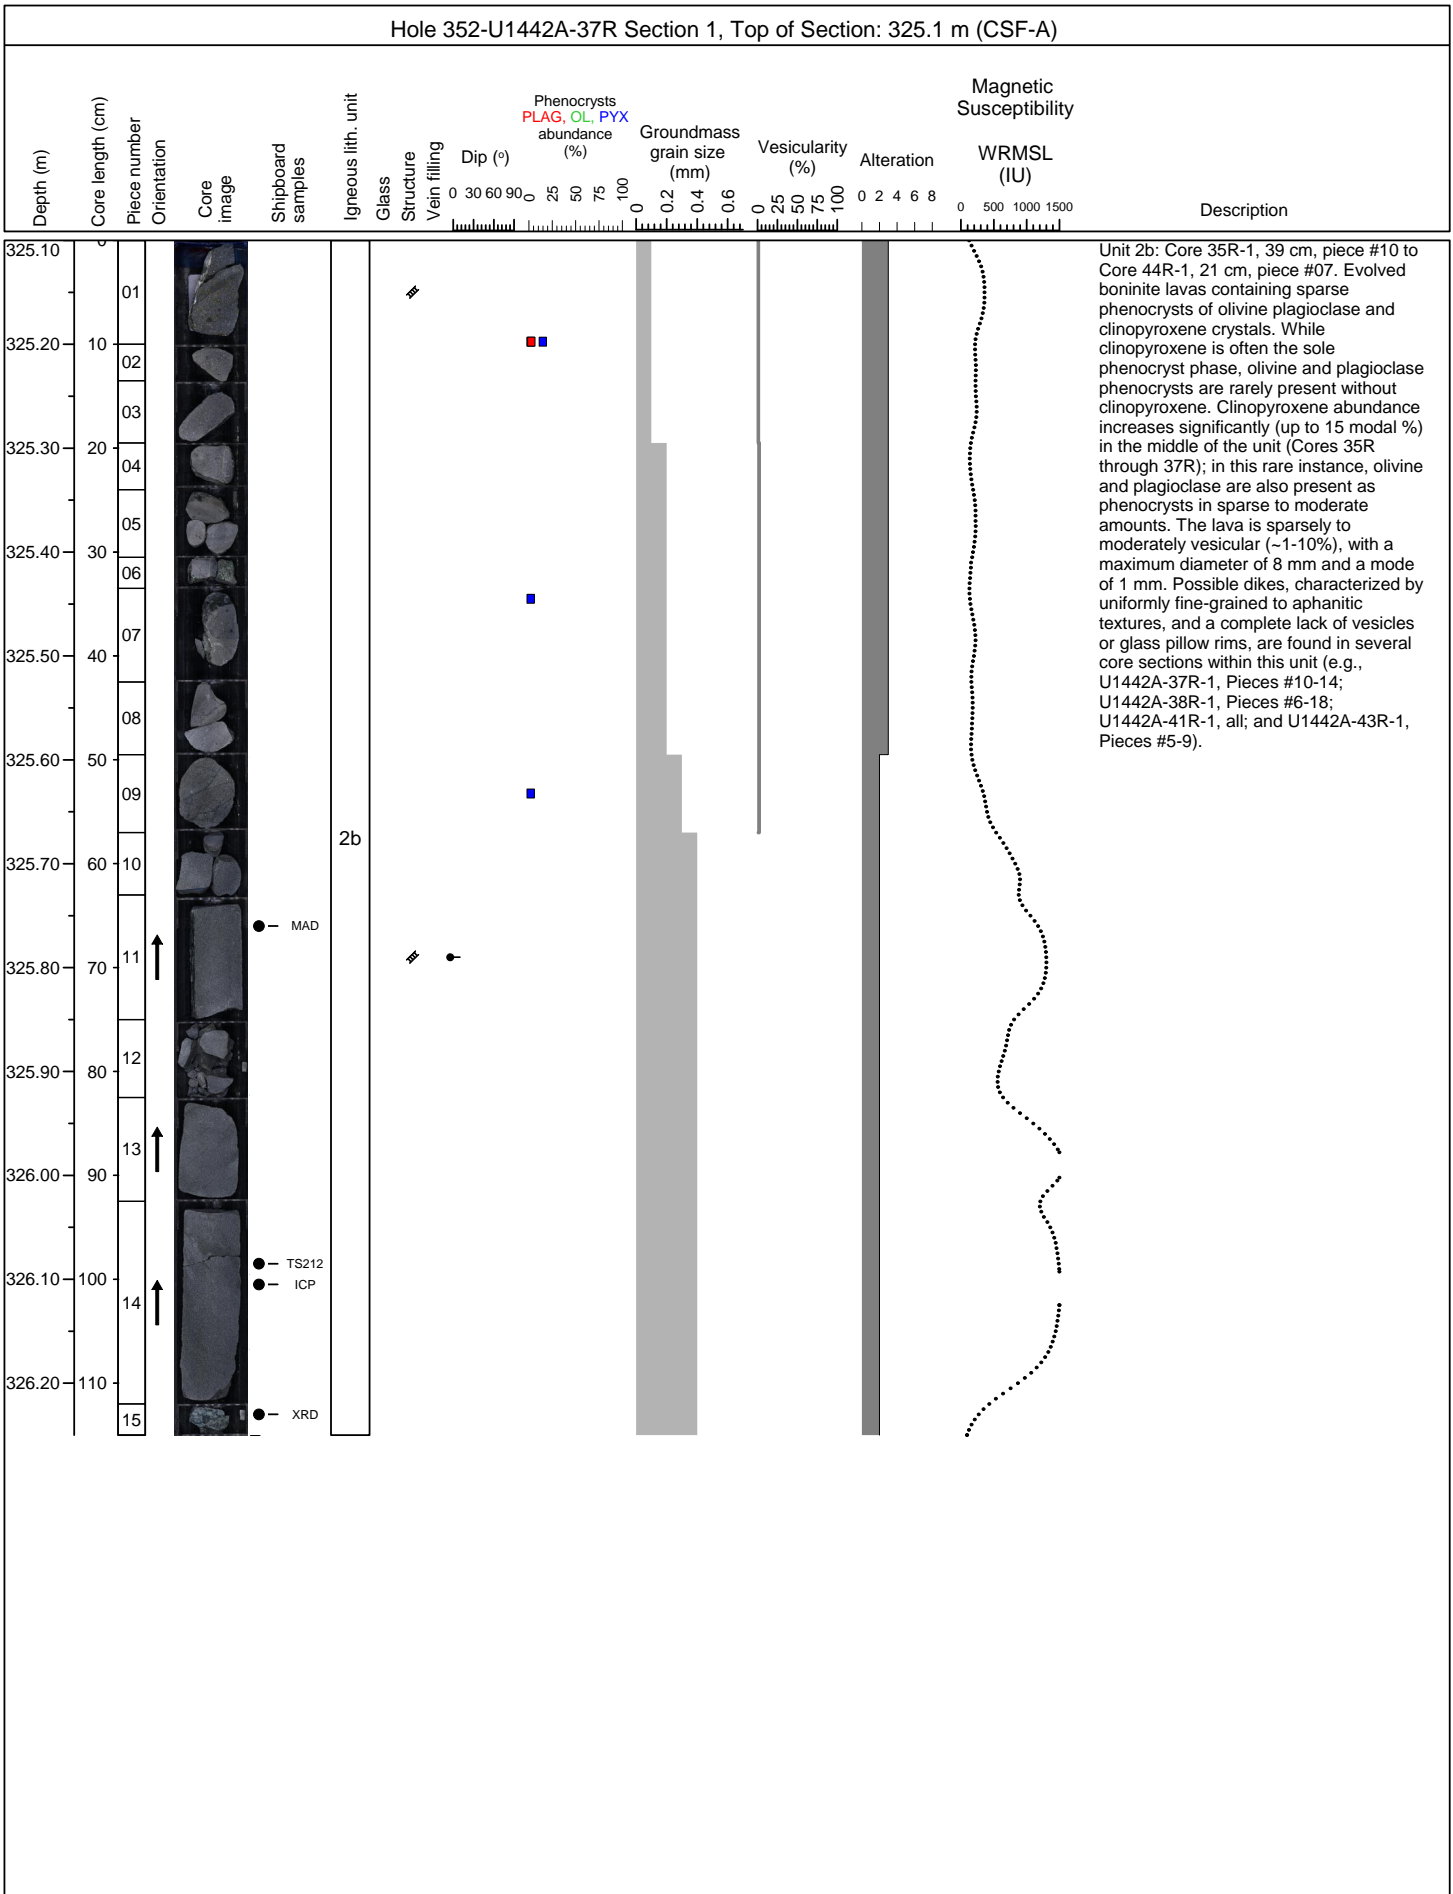 Hole 352-U1442A-37R Section 1, Top of Section: 325.1 m (CSF-A)
Depth (m)
Core length (cm)
Piece number
Orientation
Core
image
Shipboard
samples
Igneous lith. unit
Glass
Structure
Vein filling
Dip (°)
0 30 60 90
Phenocrysts
PLAG, OL, PYX
abundance
(%)
0 25 50 75 100
Groundmass
grain size
(mm)
0 0.2 0.4 0.6
Vesicularity
(%)
0 25 50 75 100
Alteration
0 2 4 6 8
Magnetic
Susceptibility
WRMSL
(IU)
0 500 1000 1500
Description
325.10
325.20
325.30
325.40
325.50
325.60
325.70
325.80
325.90
326.00
326.10
326.20
0
10
20
30
40
50
60
70
80
90
100
110
01
02
03
04
05
06
07
08
09
10
11
12
13
14
15
MAD
TS212
ICP
XRD
2b
Unit 2b: Core 35R-1, 39 cm, piece #10 to
Core 44R-1, 21 cm, piece #07. Evolved
boninite lavas containing sparse
phenocrysts of olivine plagioclase and
clinopyroxene crystals. While
clinopyroxene is often the sole
phenocryst phase, olivine and plagioclase
phenocrysts are rarely present without
clinopyroxene. Clinopyroxene abundance
increases significantly (up to 15 modal %)
in the middle of the unit (Cores 35R
through 37R); in this rare instance, olivine
and plagioclase are also present as
phenocrysts in sparse to moderate
amounts. The lava is sparsely to
moderately vesicular (~1-10%), with a
maximum diameter of 8 mm and a mode
of 1 mm. Possible dikes, characterized by
uniformly fine-grained to aphanitic
textures, and a complete lack of vesicles
or glass pillow rims, are found in several
core sections within this unit (e.g.,
U1442A-37R-1, Pieces #10-14;
U1442A-38R-1, Pieces #6-18;
U1442A-41R-1, all; and U1442A-43R-1,
Pieces #5-9).